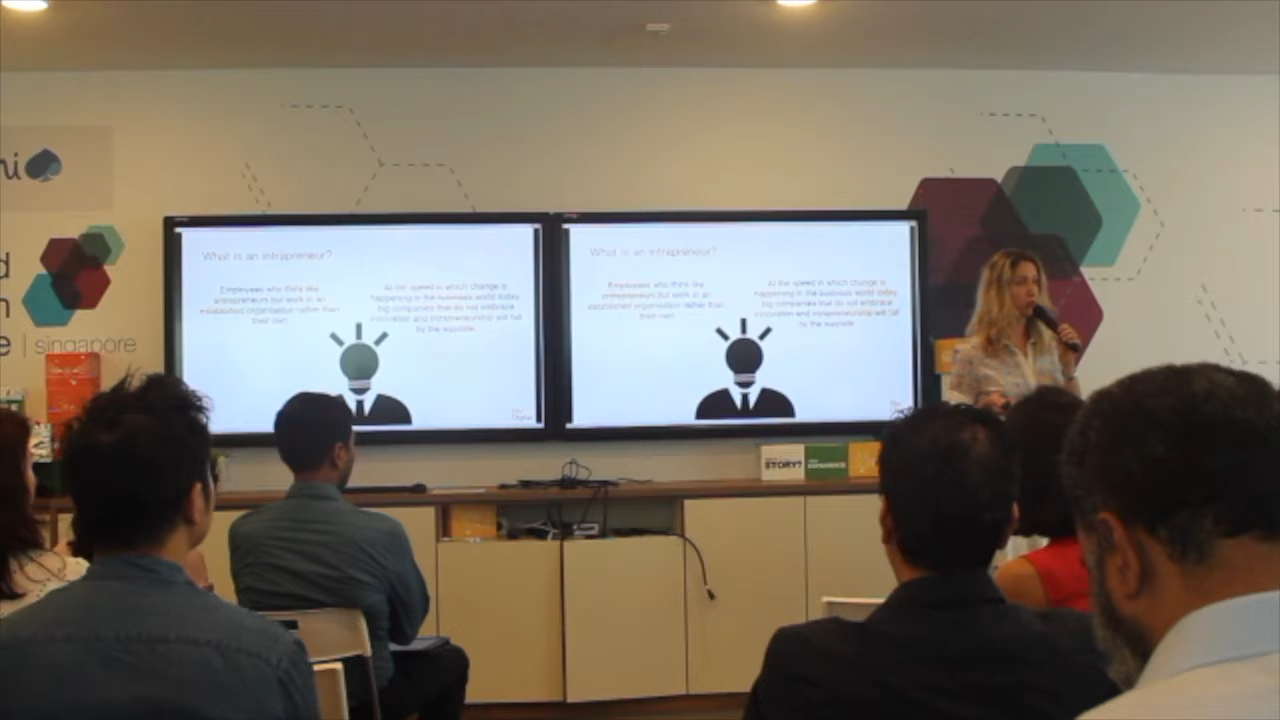 What is an intrapreneur?
Employees who think like
entrepreneurs but work in an
established organisation rather than
their own.
At the speed in which change is
happening in the business world today,
big companies that do not embrace
innovation and intrapreneurship will fall
by the wayside.
Digital
What is an intrapreneur?
Employees who think like
entrepreneurs but work in an
established organisation rather than
their own.
At the speed in which change is
happening in the business world today,
big companies that do not embrace
innovation and intrapreneurship will fall
by the wayside.
Digital
singapore
STORY?
EXPERIENCE